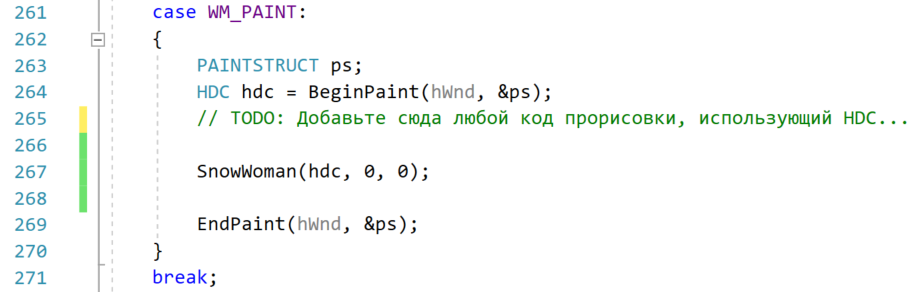 261 case WM_PAINT:
262 {
263 PAINTSTRUCT ps;
264 HDC hdc = BeginPaint(hWnd, &ps);
265 // TODO: Добавьте сюда любой код прорисовки, использующий HDC...
266
267 SnowWoman(hdc, 0, 0);
268
269 EndPaint(hWnd, &ps);
270 }
271 break;